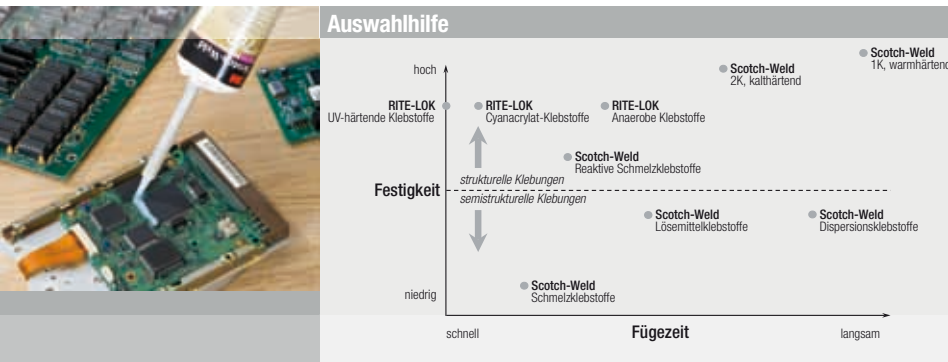 Auswahlhilfe
hoch
Scotch-Weld
1K, warmhärtend
Scotch-Weld
2K, kalthärtend
RITE-LOK
UV-härtende Klebstoffe
RITE-LOK
Cyanacrylat-Klebstoffe
RITE-LOK
Anaerobe Klebstoffe
Scotch-Weld
Reaktive Schmelzklebstoffe
strukturelle Klebungen
Festigkeit
semistrukturelle Klebungen
Scotch-Weld
Lösemittelklebstoffe
Scotch-Weld
Dispersionsklebstoffe
Scotch-Weld
Schmelzklebstoffe
niedrig
schnell
Fügezeit
langsam